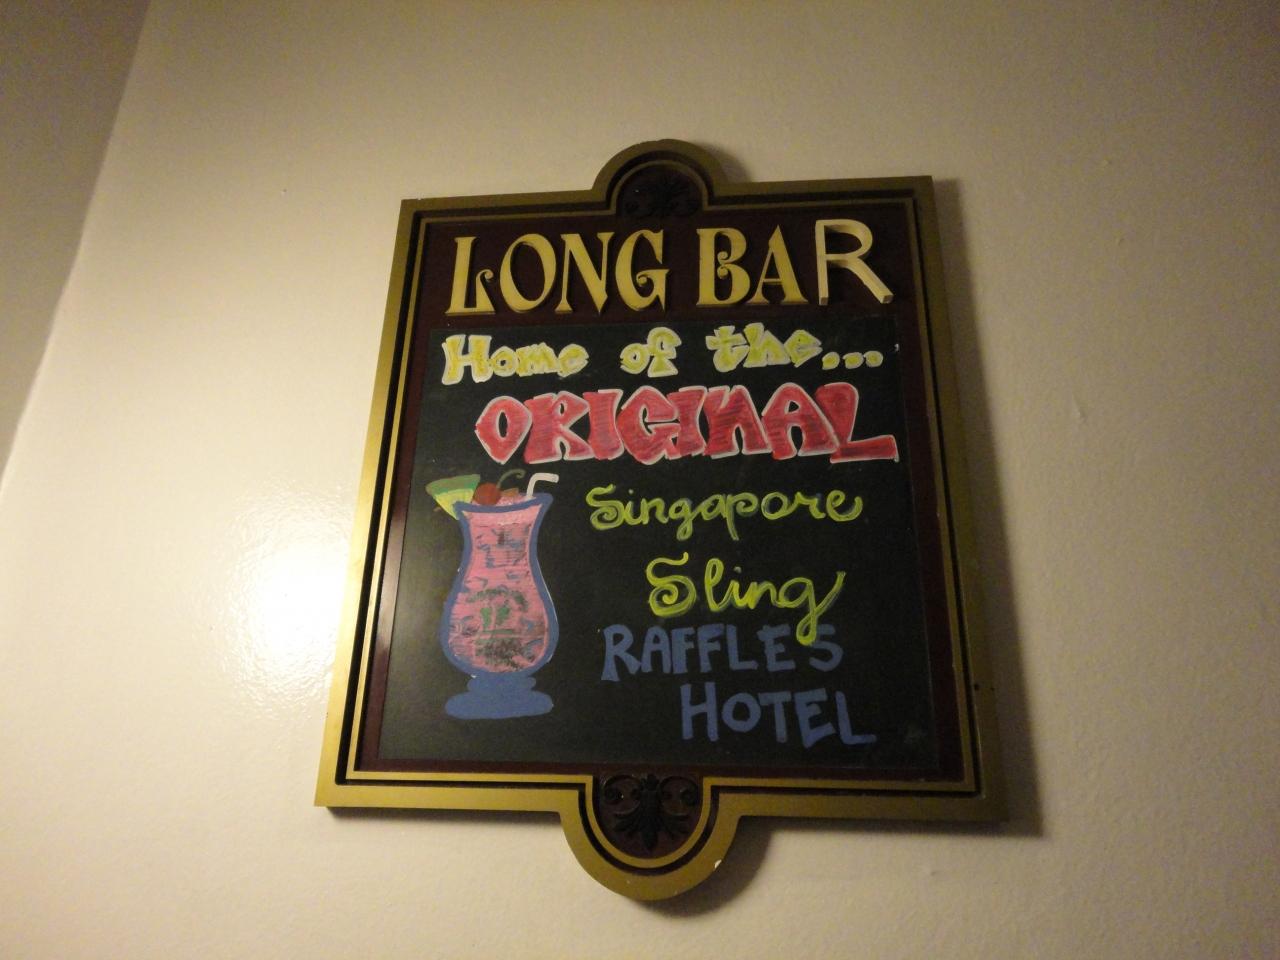 LONG BAR
Home of the...
ORIGINAL
Singapore
Sling
RAFFLES
HOTEL